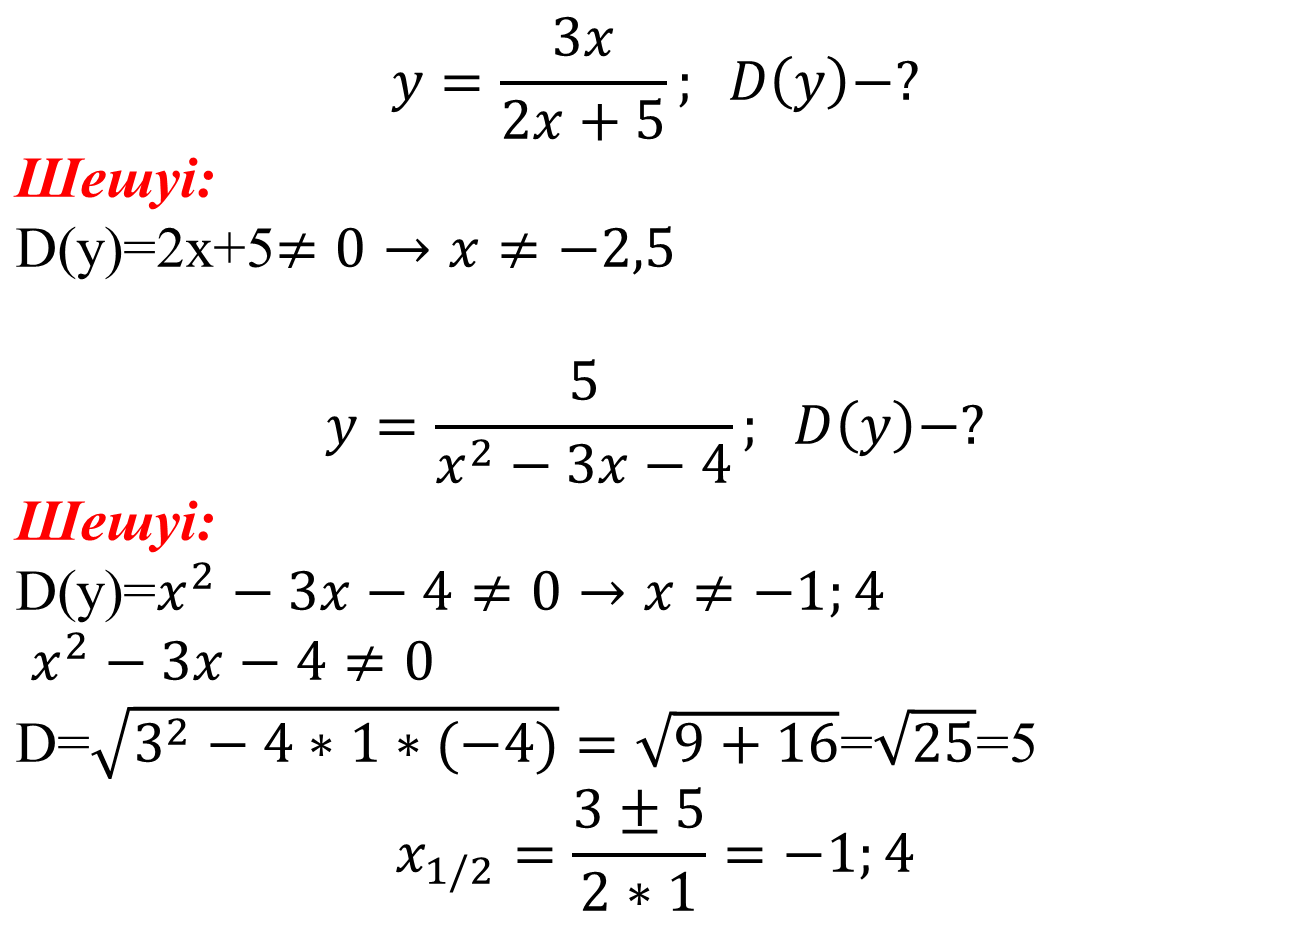 y = 3x / 2x + 5 ; D(y)−?
Шешуі:
D(y)=2x+5≠ 0 → x ≠ −2,5
y = 5 / x² − 3x − 4 ; D(y)−?
Шешуі:
D(y)=x² − 3x − 4 ≠ 0 → x ≠ −1; 4
x² − 3x − 4 ≠ 0
D=√3² − 4 ∗ 1 ∗ (−4) = √9 + 16=√25=5
x₁/₂ = 3 ± 5 / 2 ∗ 1 = −1; 4